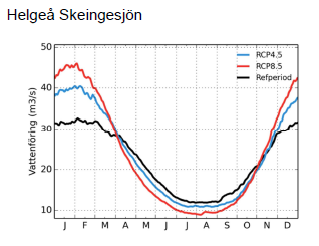 Helgeå Skeingesjön
50
RCP4.5
RCP8.5
Refperiod
40
30
20
10
Vattenföring (m3/s)
J F M A M J J A S O N D